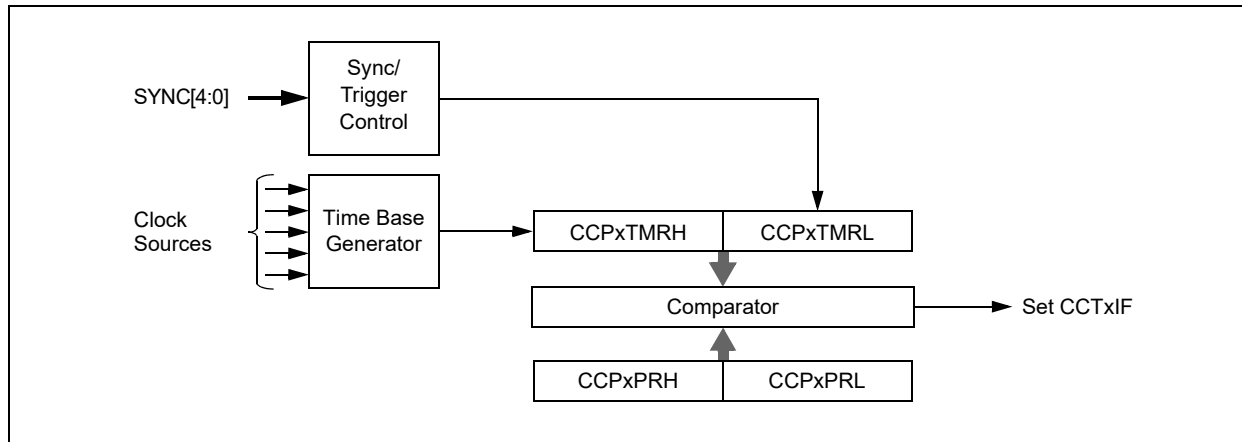 Sync/
Trigger
Control
SYNC[4:0]
Clock
Sources
Time Base
Generator
CCPxTMRH
CCPxTMRL
Comparator
Set CCTxIF
CCPxPRH
CCPxPRL